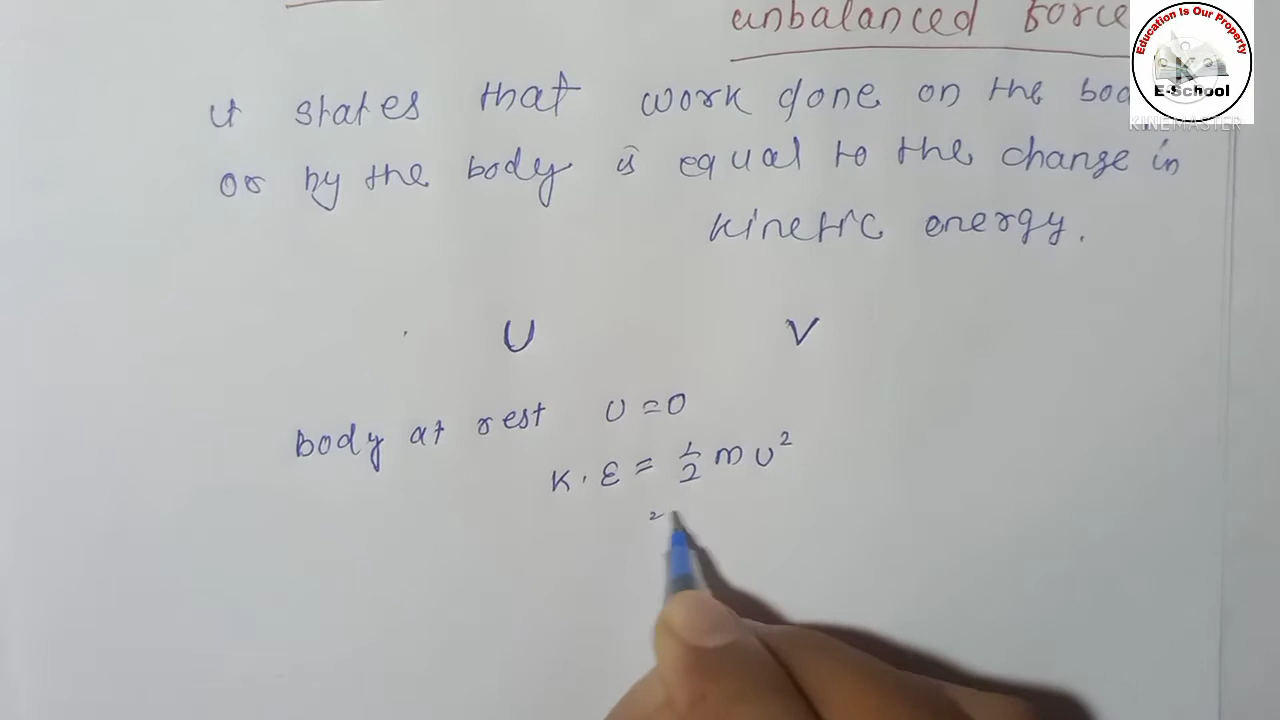 unbalanced force
Education Is Our Property
K
E-School
KINEMASTER
It states that work done on the bod
or by the body is equal to the change in
kinetic energy.
U V
body at rest U = 0
K.E = 1/2 m u²
=